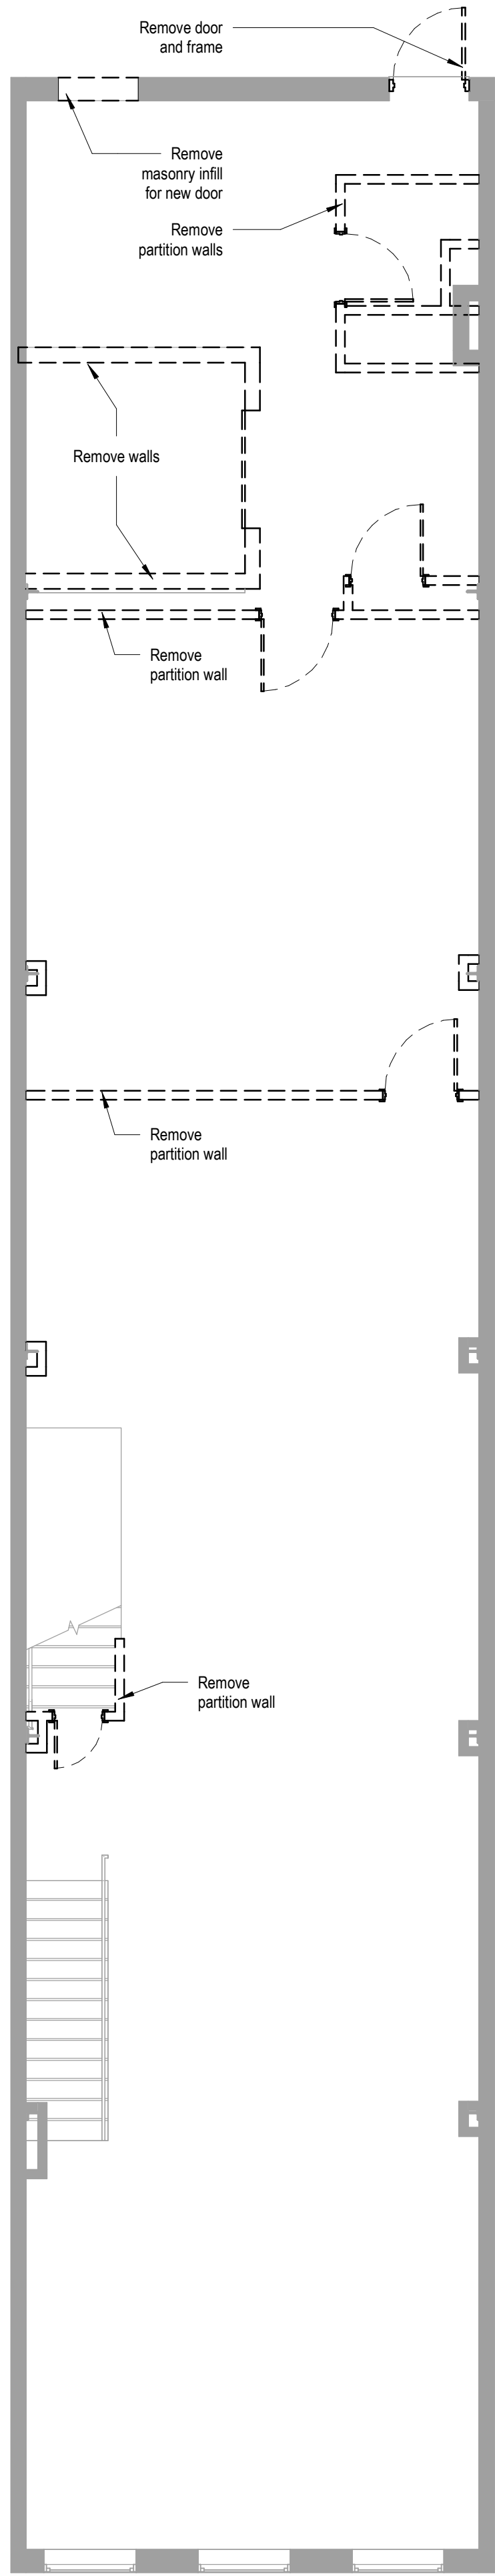 Remove door
and frame
Remove
masonry infill
for new door
Remove
partition walls
Remove walls
Remove
partition wall
Remove
partition wall
Remove
partition wall